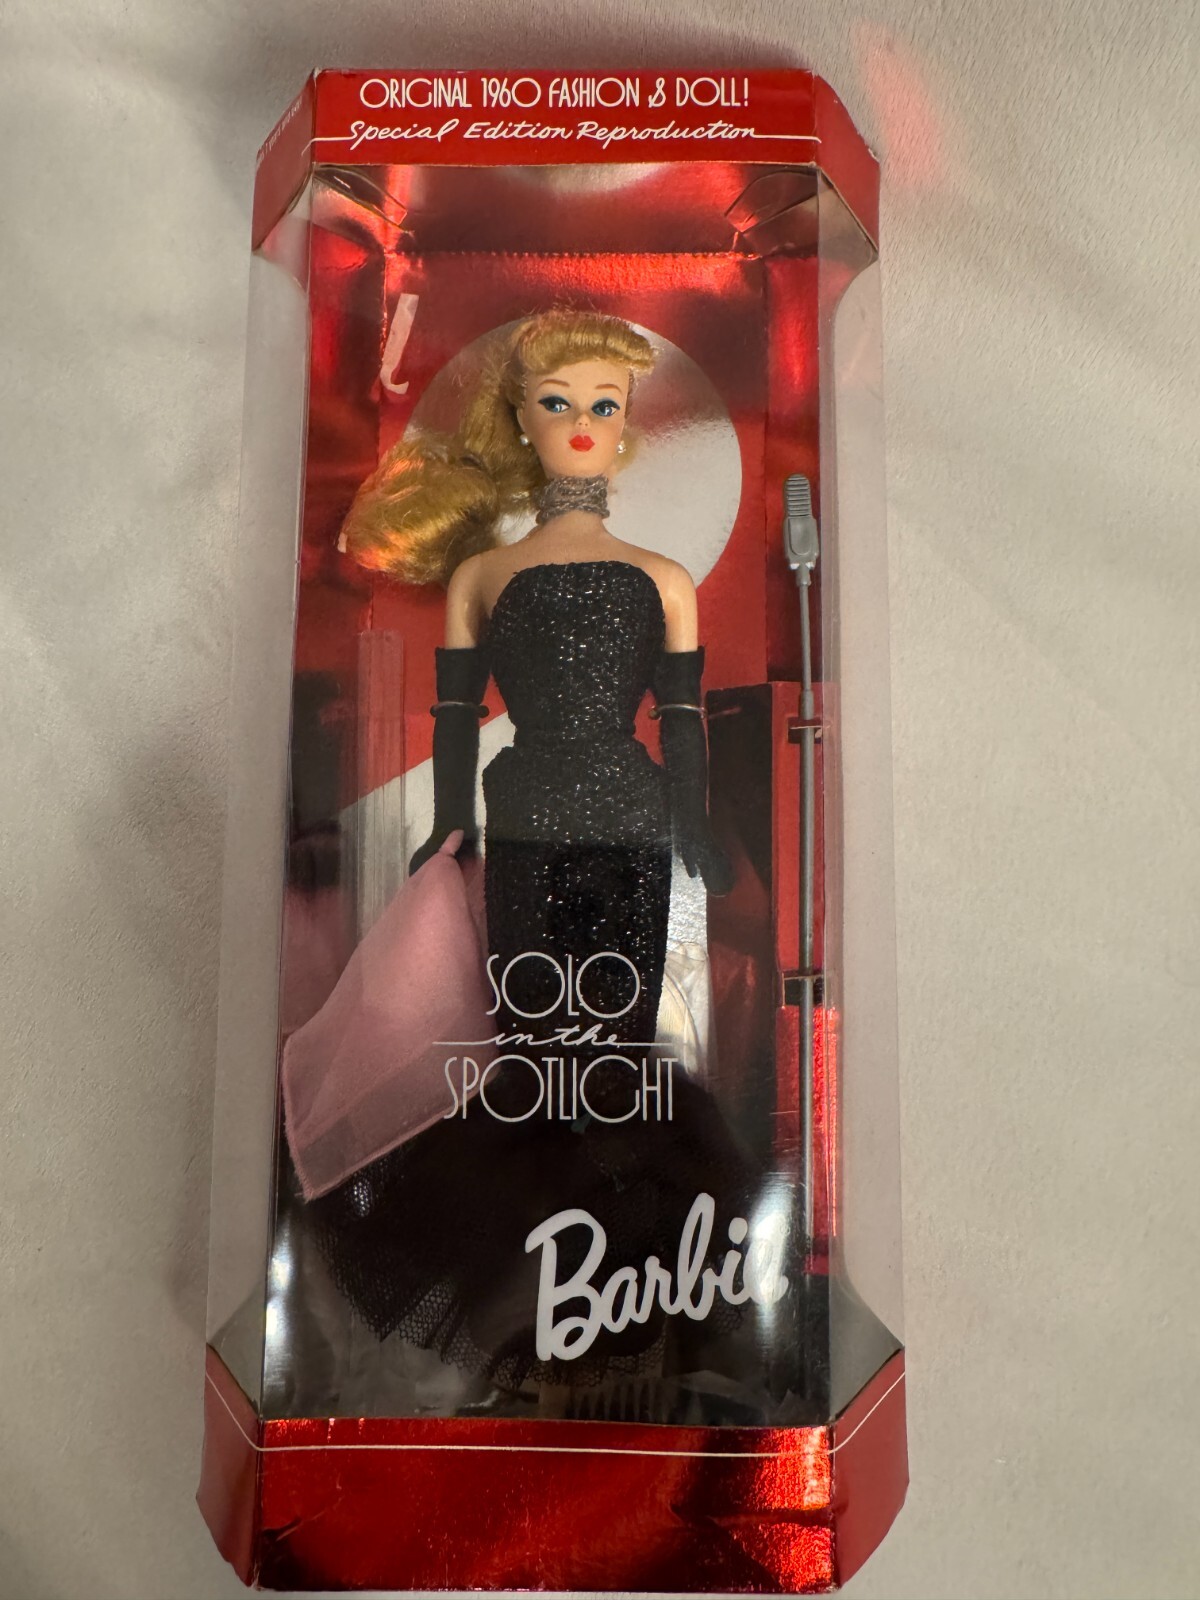 ORIGINAL 1960 FASHION & DOLL!
Special Edition Reproduction
SOLO
in the
SPOTLIGHT
Barbie